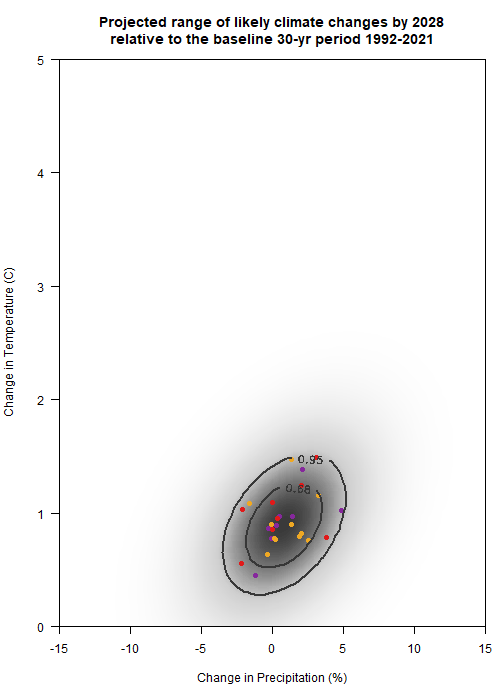 Projected range of likely climate changes by 2028
relative to the baseline 30-yr period 1992-2021
5
4
3
2
1
0
Change in Temperature (C)
0.95
0.68
-15 -10 -5 0 5 10 15
Change in Precipitation (%)